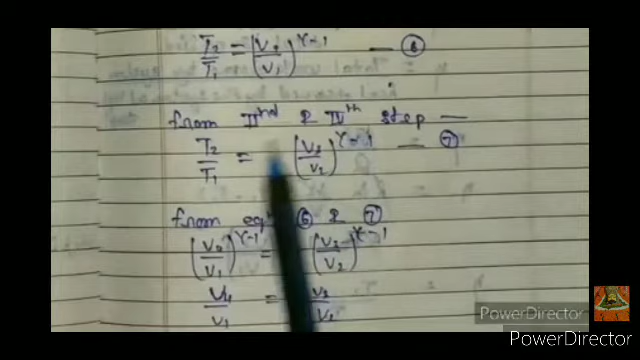 T₂/T₁ = (V₄/V₁)^(γ-1) — ⑥
from IInd & IVth step —
T₂/T₁ = (V₃/V₂)^(γ-1) — ⑦
from eqn ⑥ & ⑦
(V₄/V₁)^(γ-1) = (V₃/V₂)^(γ-1)
V₄/V₁ = V₃/V₂
PowerDirector
PowerDirector